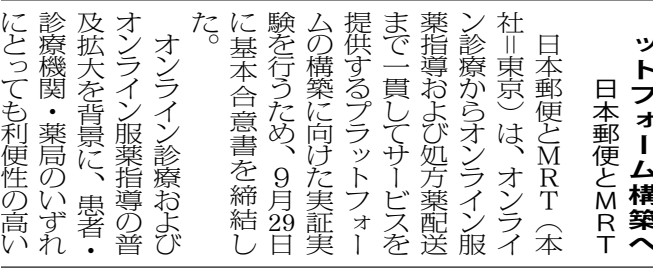 ットフォーム構築へ
日本郵便とMRT
日本郵便とMRT（本
社＝東京）は、オンライ
ン診療からオンライン服
薬指導および処方薬配送
まで一貫してサービスを
提供するプラットフォー
ムの構築に向けた実証実
験を行うため、9月29日
に基本合意書を締結し
た。
オンライン診療および
オンライン服薬指導の普
及拡大を背景に、患者・
診療機関・薬局のいずれ
にとっても利便性の高い